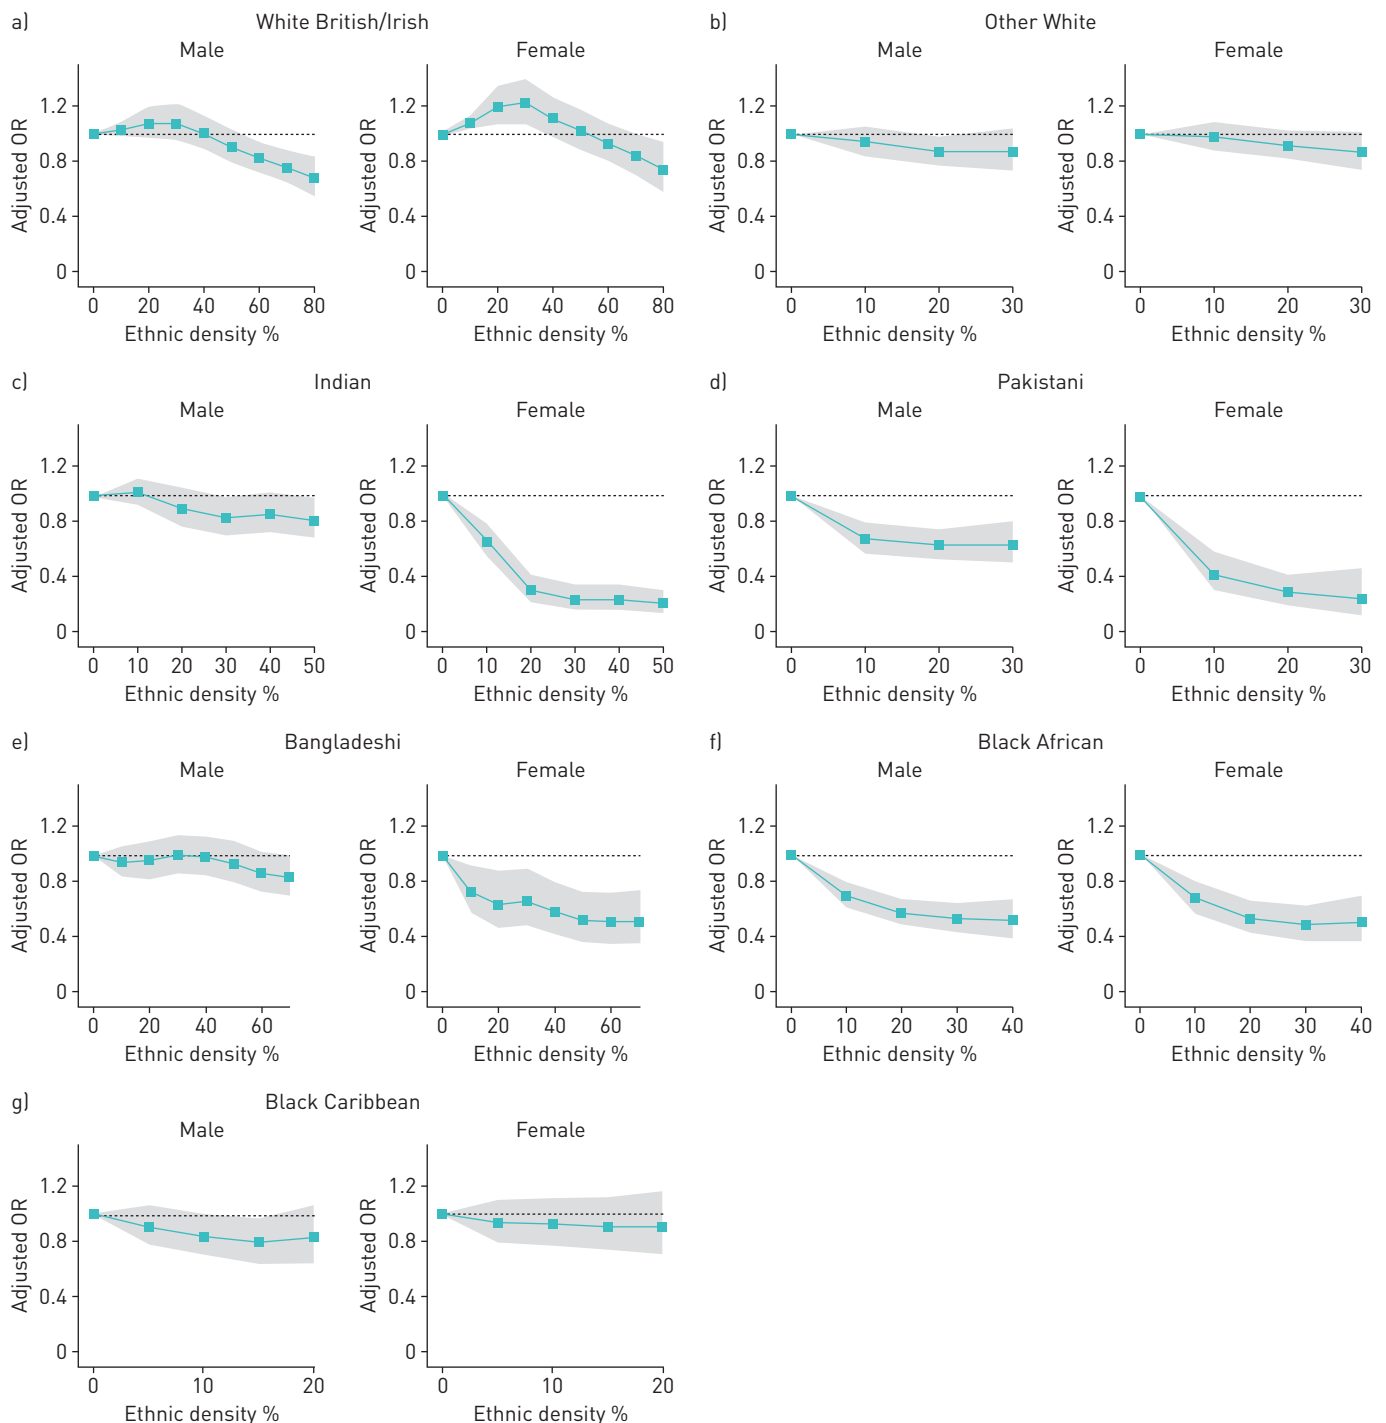 a) White British/Irish b) Other White
Male Female Male Female
Adjusted OR
1.2
0.8
0.4
0
0 20 40 60 80
Ethnic density %
Adjusted OR
1.2
0.8
0.4
0
0 20 40 60 80
Ethnic density %
Adjusted OR
1.2
0.8
0.4
0
0 10 20 30
Ethnic density %
Adjusted OR
1.2
0.8
0.4
0
0 10 20 30
Ethnic density %
c) Indian d) Pakistani
Male Female Male Female
Adjusted OR
1.2
0.8
0.4
0
0 10 20 30 40 50
Ethnic density %
Adjusted OR
1.2
0.8
0.4
0
0 10 20 30 40 50
Ethnic density %
Adjusted OR
1.2
0.8
0.4
0
0 10 20 30
Ethnic density %
Adjusted OR
1.2
0.8
0.4
0
0 10 20 30
Ethnic density %
e) Bangladeshi f) Black African
Male Female Male Female
Adjusted OR
1.2
0.8
0.4
0
0 20 40 60
Ethnic density %
Adjusted OR
1.2
0.8
0.4
0
0 20 40 60
Ethnic density %
Adjusted OR
1.2
0.8
0.4
0
0 10 20 30 40
Ethnic density %
Adjusted OR
1.2
0.8
0.4
0
0 10 20 30 40
Ethnic density %
g) Black Caribbean
Male Female
Adjusted OR
1.2
0.8
0.4
0
0 10 20
Ethnic density %
Adjusted OR
1.2
0.8
0.4
0
0 10 20
Ethnic density %